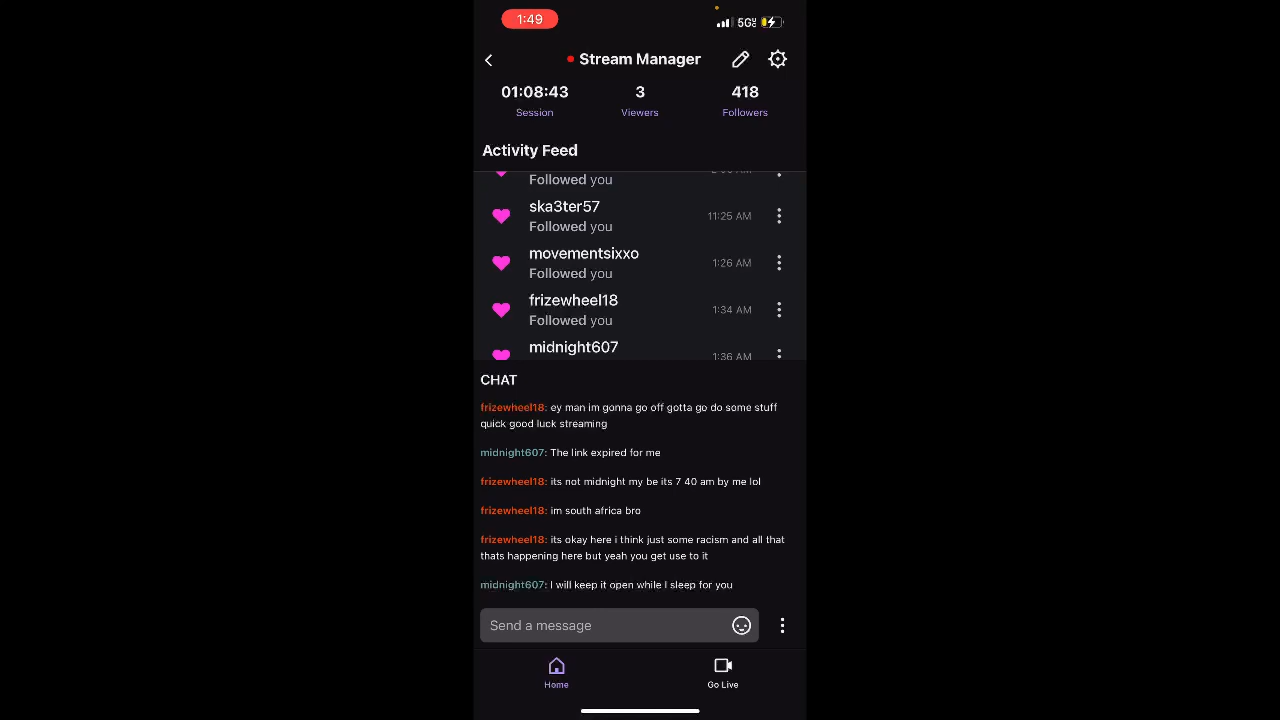 1:49
5G
Stream Manager
01:08:43 3 418
Session Viewers Followers
Activity Feed
Followed you
ska3ter57
11:25 AM
Followed you
movementsixxo
1:26 AM
Followed you
frizewheel18
1:34 AM
Followed you
midnight607
1:36 AM
CHAT
frizewheel18: ey man im gonna go off gotta go do some stuff
quick good luck streaming
midnight607: The link expired for me
frizewheel18: its not midnight my be its 7 40 am by me lol
frizewheel18: im south africa bro
frizewheel18: its okay here i think just some racism and all that
thats happening here but yeah you get use to it
midnight607: I will keep it open while I sleep for you
Send a message
Home Go Live